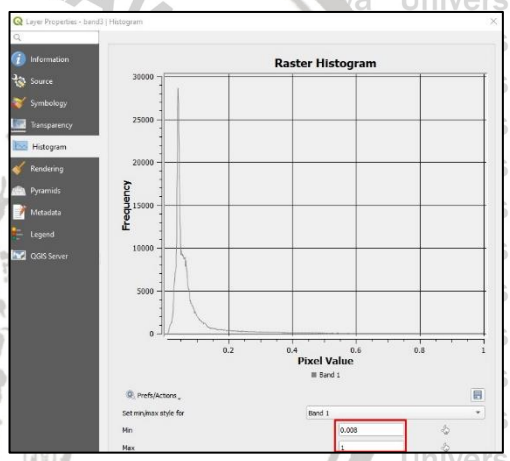 a Univers
Layer Properties - band3 | Histogram
Information
Source
Symbology
Transparency
Histogram
Rendering
Pyramids
Metadata
Legend
QGIS Server
Raster Histogram
30000
25000
20000
15000
10000
5000
0
Frequency
0.2 0.4 0.6 0.8 1
Pixel Value
Band 1
Prefs/Actions
Set min/max style for Band 1
Min 0.008
Max 1
Univers